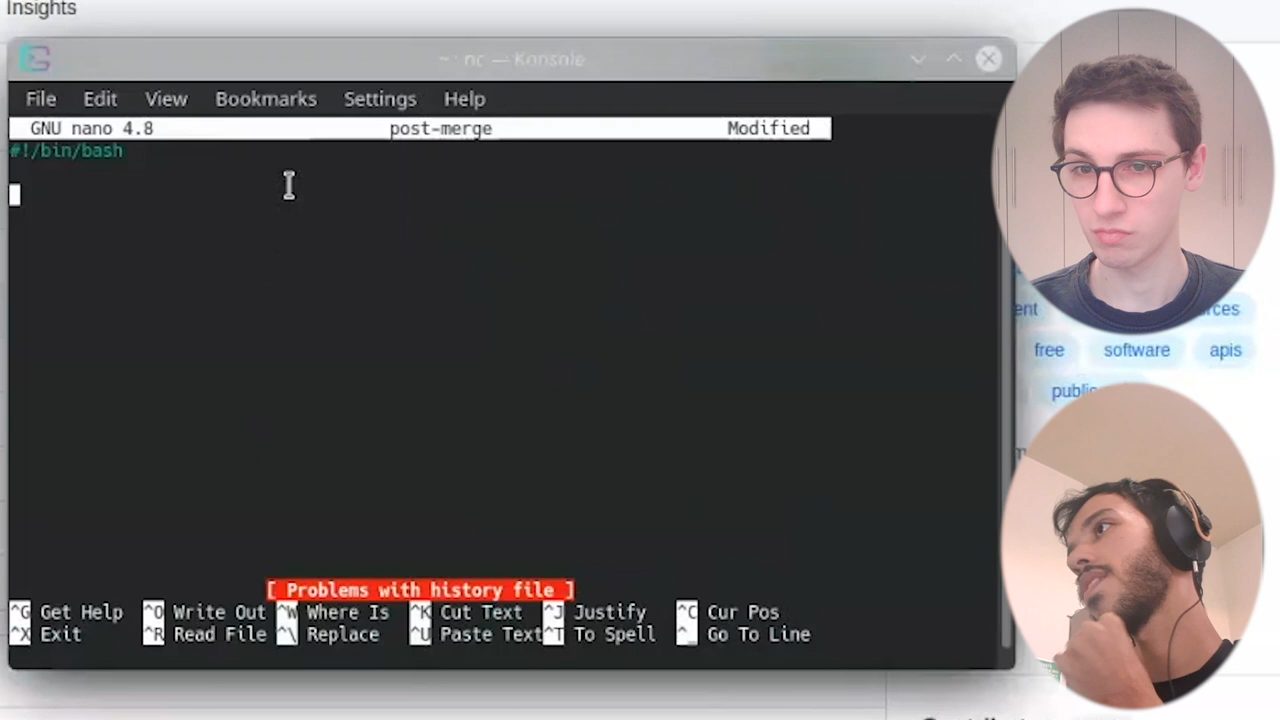 Insights
~ : nc — Konsole
File Edit View Bookmarks Settings Help
GNU nano 4.8 post-merge Modified
#!/bin/bash
free software apis
[ Problems with history file ]
^G Get Help ^O Write Out ^W Where Is ^K Cut Text ^J Justify ^C Cur Pos
^X Exit ^R Read File ^\ Replace ^U Paste Text ^T To Spell ^_ Go To Line